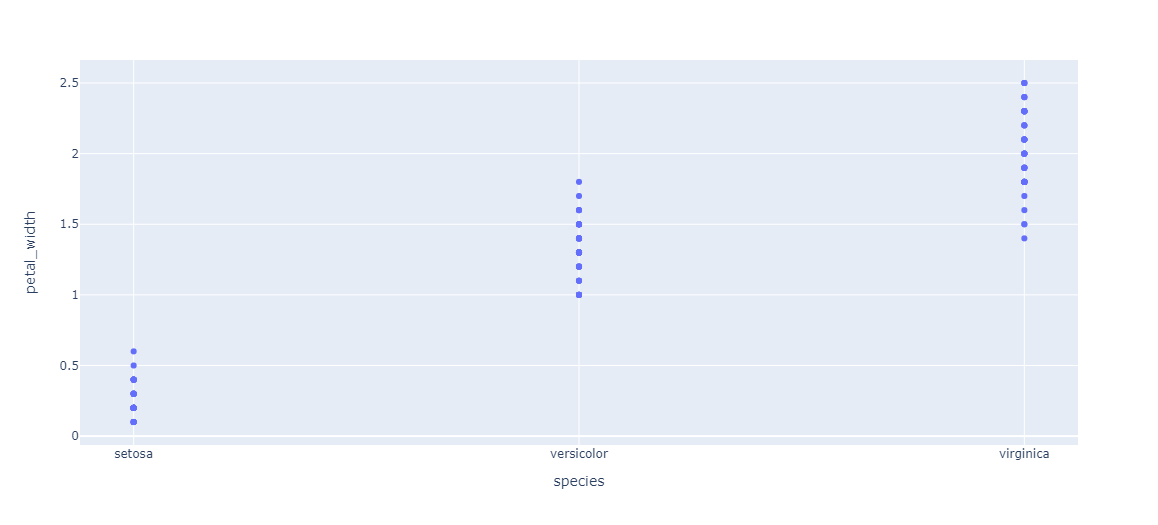 2.5
2
1.5
1
0.5
0
petal_width
setosa
versicolor
virginica
species